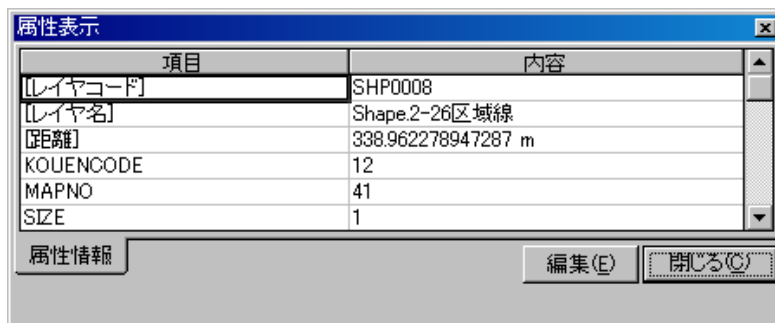 属性表示
項目 内容
[レイヤコード] SHP0008
[レイヤ名] Shape.2-26区域線
[距離] 338.962278947287 m
KOUENCODE 12
MAPNO 41
SIZE 1
属性情報
編集(E) 閉じる(C)